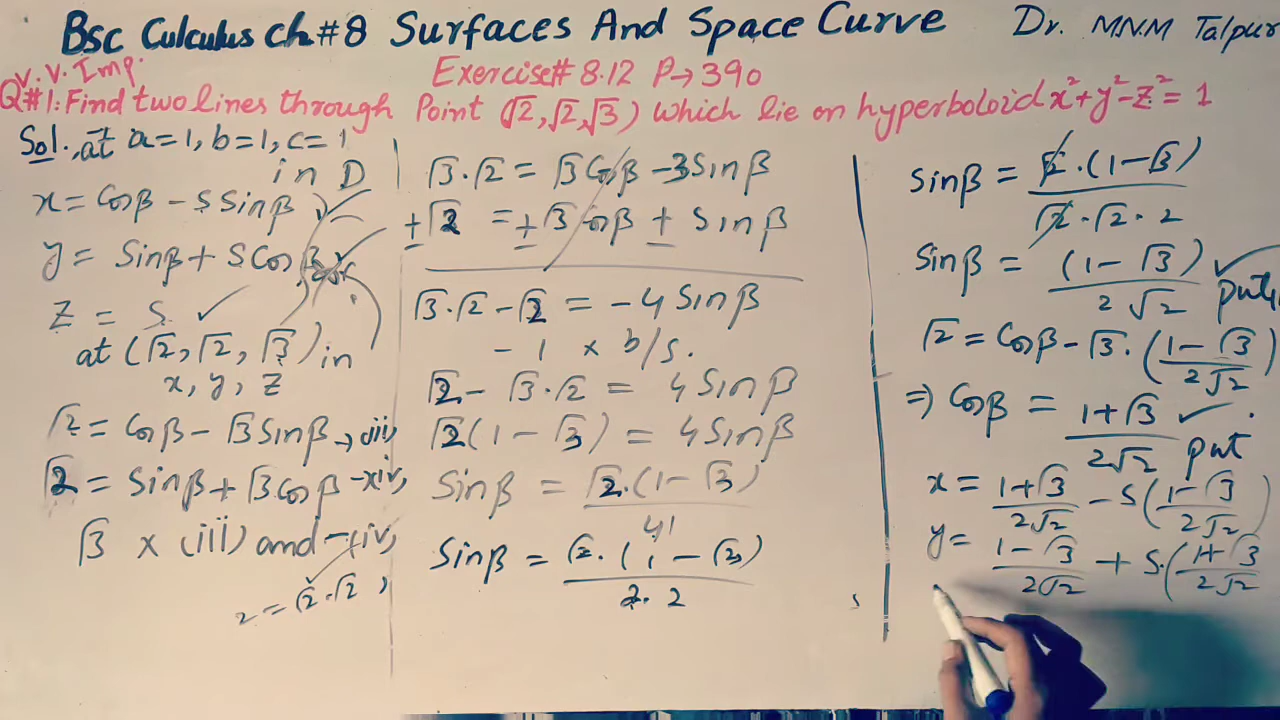 Bsc Calculus Ch#8 Surfaces And Space Curve Dr. MNM Talpur
V.V. Imp. Exercise# 8.12 P→390
Q#1: Find two lines through Point (√2,√2,√3) Which lie on hyperboloid x²+y²-z²=1
Sol. at a=1, b=1, c=1
in D
x = Cosβ - S Sinβ
y = Sinβ + S Cosβ
Z = S. ✓
at (√2,√2,√3) in
x, y, Z
√2 = Cosβ - √3 Sinβ → iii,
√2 = Sinβ + √3 Cosβ - xiv,
√3 x (iii) and - iv,
2 = √2·√2,
√3·√2 = √3 Cosβ - 3 Sinβ
±√2 = ±√3 Cosβ ± Sinβ
√3·√2 - √2 = -4 Sinβ
- 1 x b/s.
√2 - √3·√2 = 4 Sinβ
√2(1-√3) = 4 Sinβ
Sinβ = √2·(1-√3)/4
Sinβ = √2·(1-√3)/2·2
Sinβ = √2·(1-√3)/√2·√2·2
Sinβ = (1-√3)/2√2 ✓ put
√2 = Cosβ - √3·(1-√3/2√2)
⇒ Cosβ = 1+√3/2√2 ✓ put
x = 1+√3/2√2 - S(1-√3/2√2)
y = 1-√3/2√2 + S·(1+√3/2√2